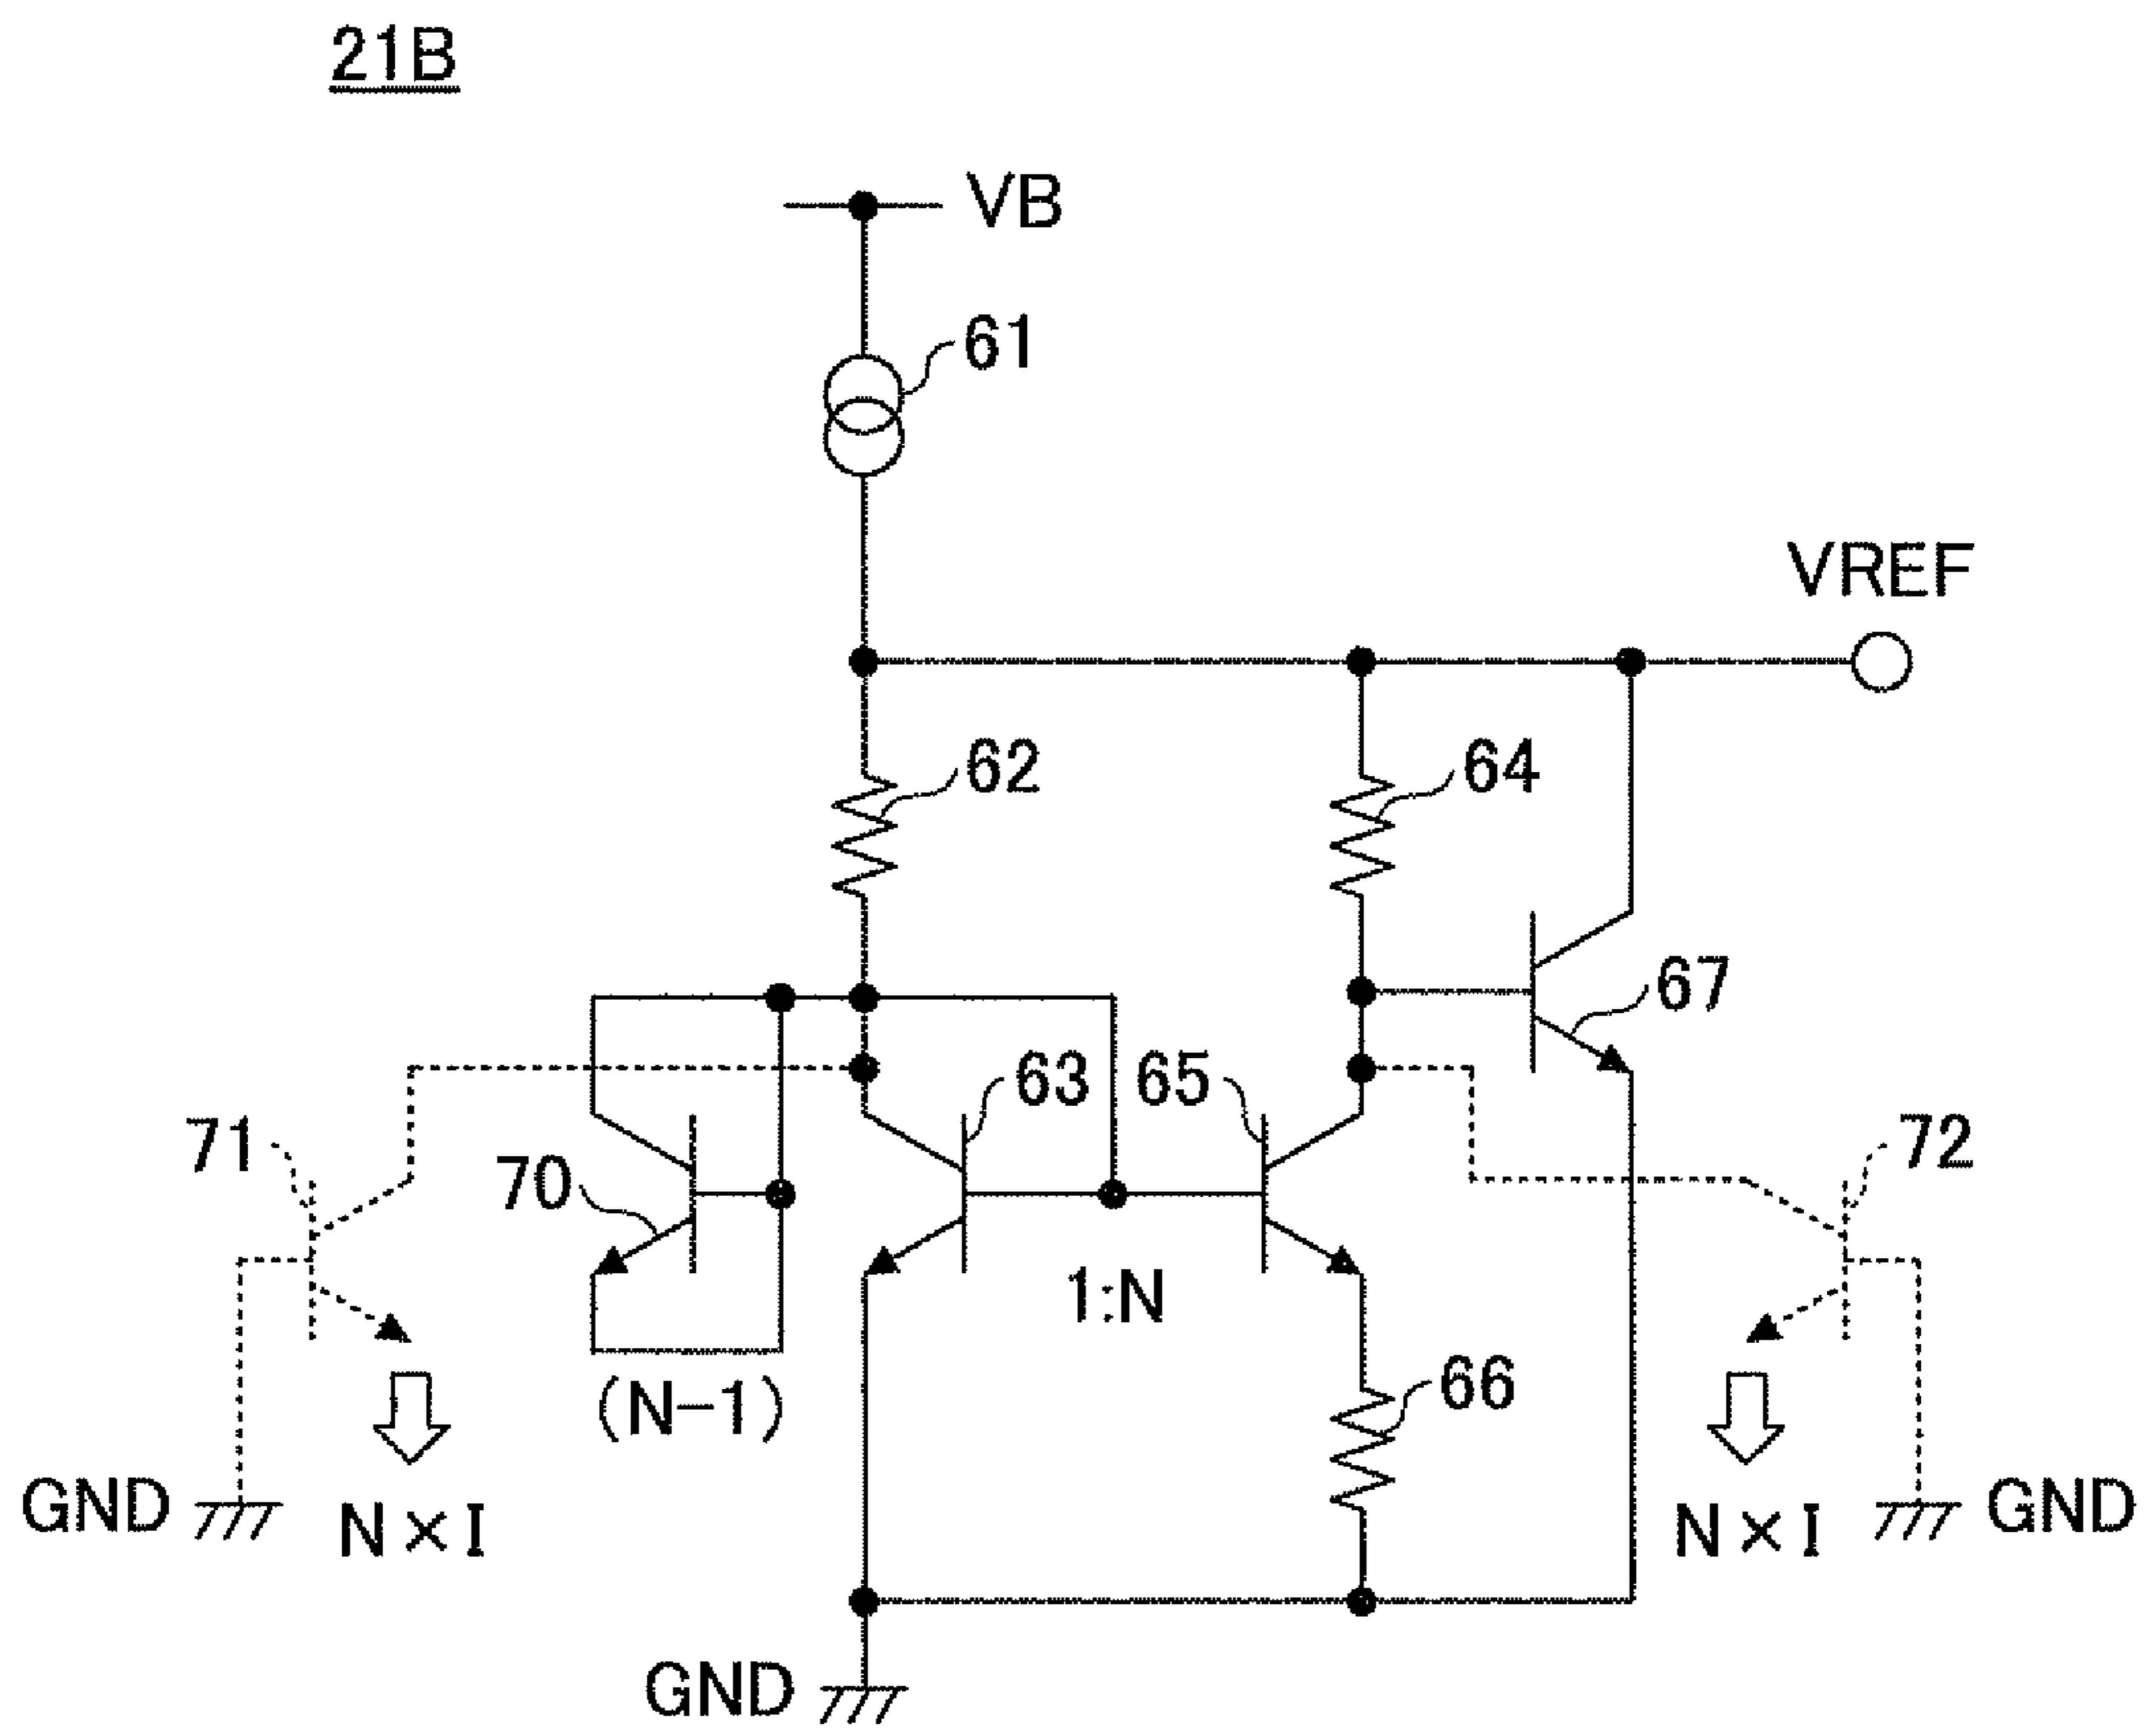 21B
VB
61
VREF
62
64
67
63
65
71
72
70
1:N
66
(N-1)
GND
N×I
N×I
GND
GND